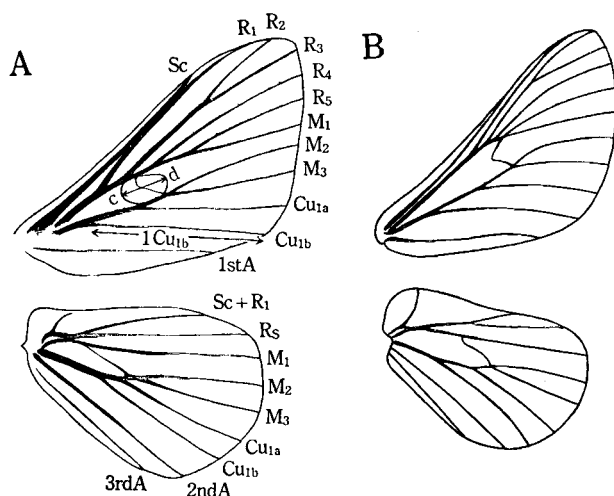 A
B
Sc
R1
R2
R3
R4
R5
M1
M2
M3
Cu1a
Cu1b
d
c
1Cu1b
1stA
Sc + R1
Rs
M1
M2
M3
Cu1a
Cu1b
2ndA
3rdA